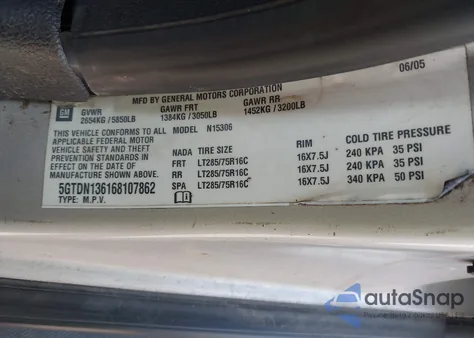 06/05
MFD BY GENERAL MOTORS CORPORATION
GM GVWR GAWR FRT GAWR RR
2654KG / 5850LB 1384KG / 3050LB 1452KG / 3200LB
THIS VEHICLE CONFORMS TO ALL MODEL N15306
APPLICABLE FEDERAL MOTOR
VEHICLE SAFETY AND THEFT
PREVENTION STANDARDS IN
EFFECT ON THE DATE OF
MANUFACTURE SHOWN ABOVE.
5GTDN136168107862
TYPE: M.P.V.
NADA TIRE SIZE RIM COLD TIRE PRESSURE
FRT LT285/75R16C 16X7.5J 240 KPA 35 PSI
RR LT285/75R16C 16X7.5J 240 KPA 35 PSI
SPA LT285/75R16C 16X7.5J 340 KPA 50 PSI
autoSnap